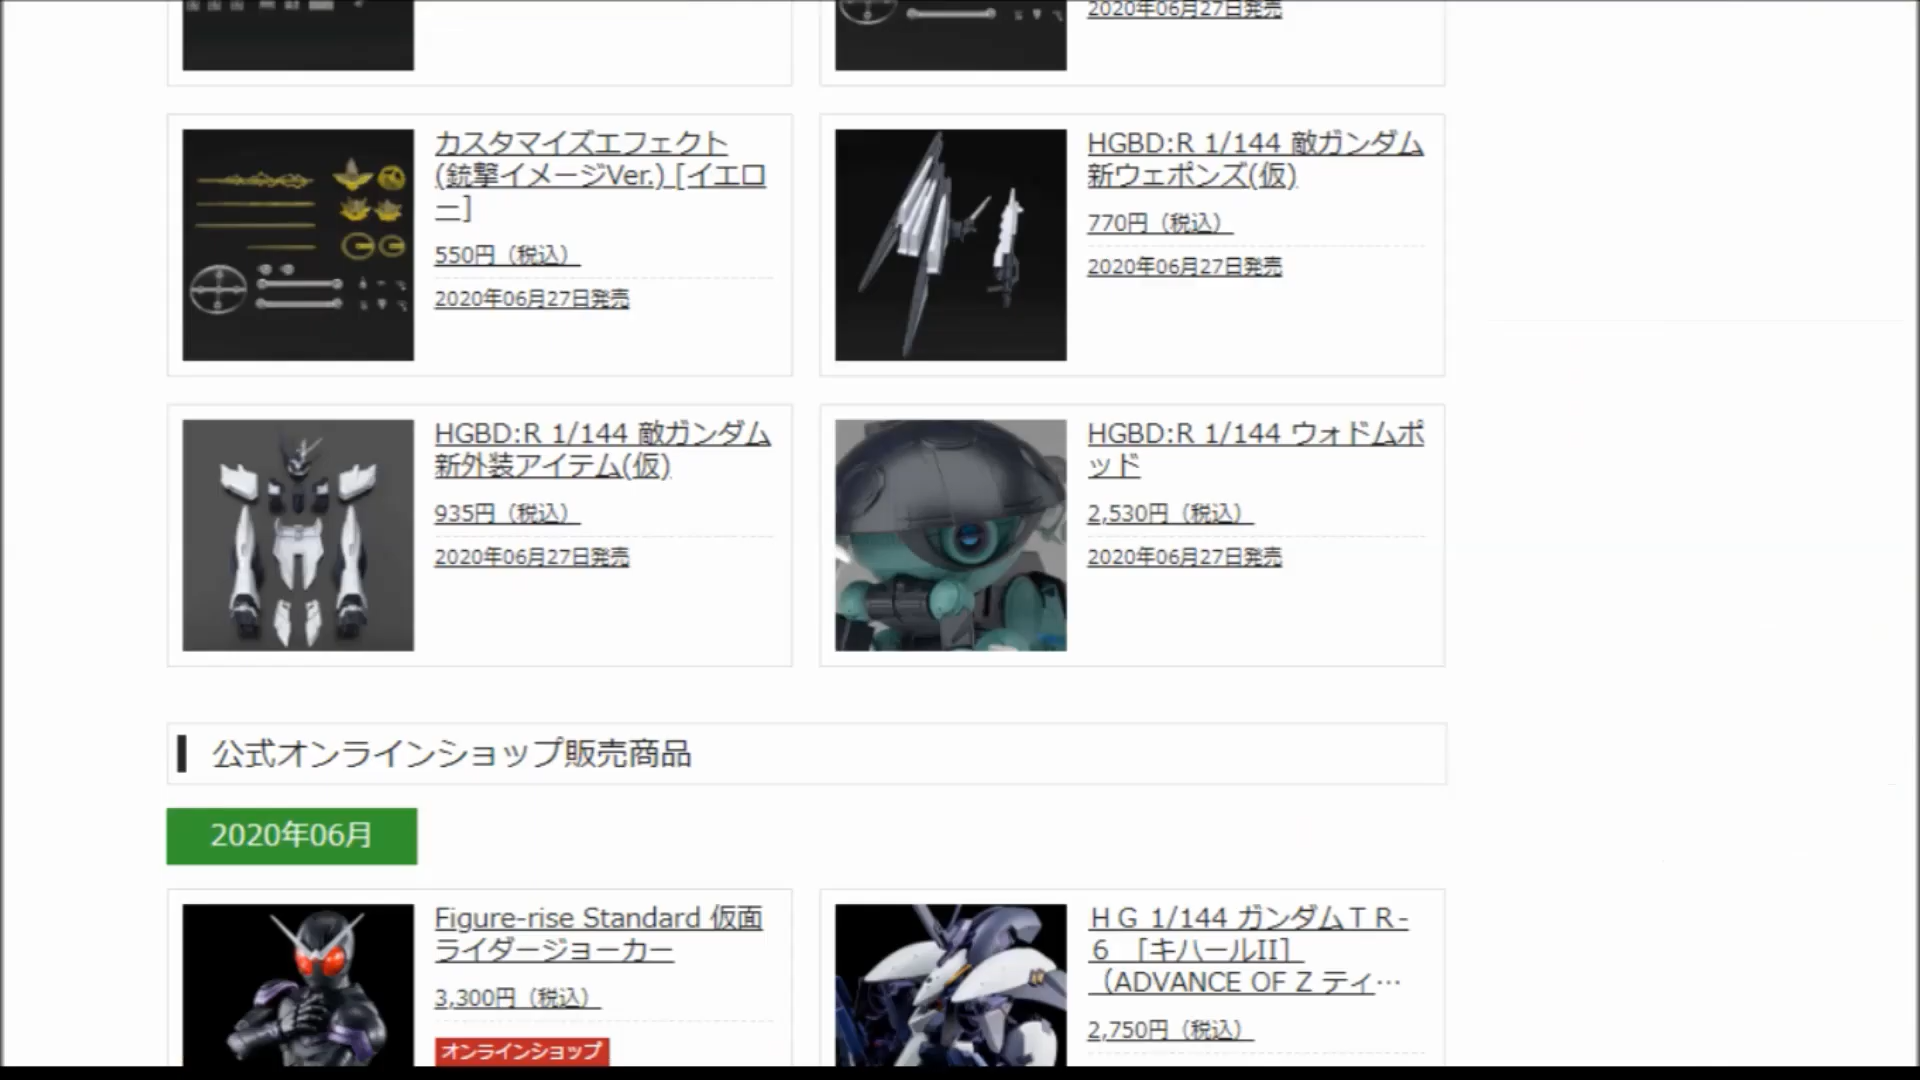 2020年06月27日発売
カスタマイズエフェクト
(銃撃イメージVer.) [イエロ
ー]
550円（税込）
2020年06月27日発売
HGBD:R 1/144 敵ガンダム
新ウェポンズ(仮)
770円（税込）
2020年06月27日発売
HGBD:R 1/144 敵ガンダム
新外装アイテム(仮)
935円（税込）
2020年06月27日発売
HGBD:R 1/144 ウォドムポ
ッド
2,530円（税込）
2020年06月27日発売
公式オンラインショップ販売商品
2020年06月
Figure-rise Standard 仮面
ライダージョーカー
3,300円（税込）
オンラインショップ
ＨＧ 1/144 ガンダムＴＲ-
６ ［キハールII］
（ADVANCE OF Z ティ…
2,750円（税込）